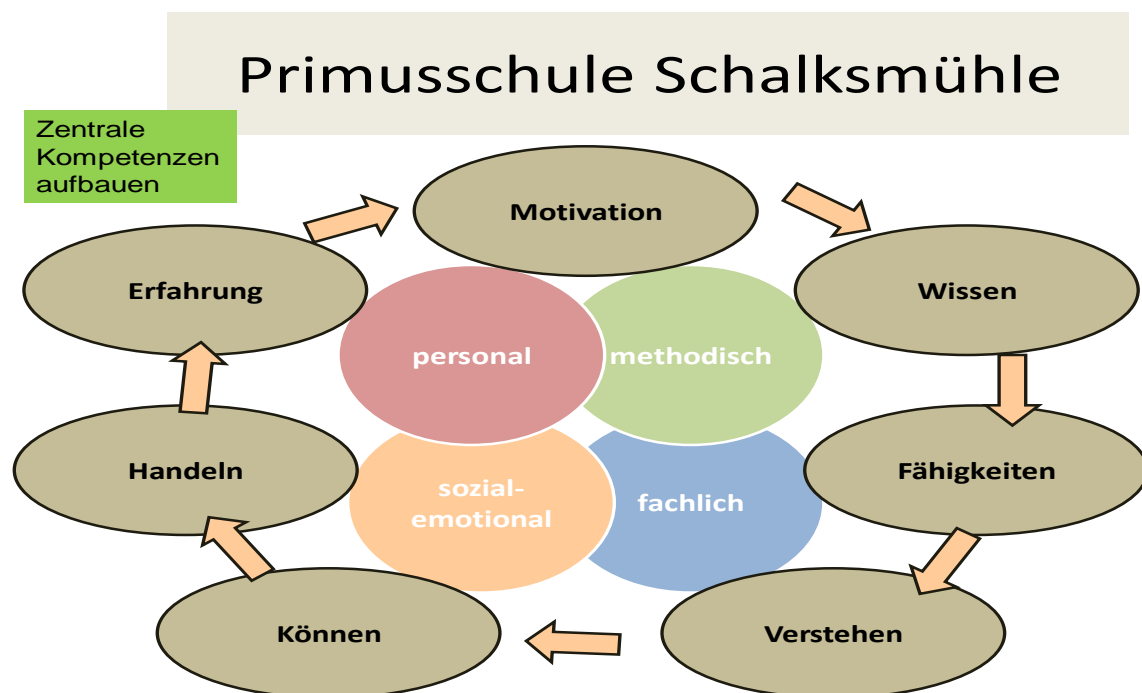 Primusschule Schalksmühle
Zentrale
Kompetenzen
aufbauen
Motivation
Erfahrung
Wissen
personal
methodisch
Handeln
Fähigkeiten
sozial-
emotional
fachlich
Können
Verstehen